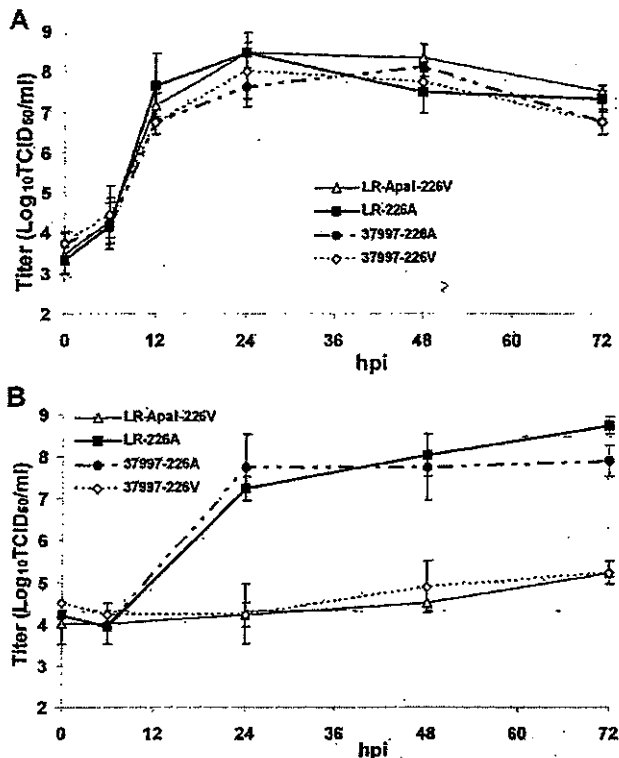 A
Titer (Log10TCID50/ml)
9
8
7
6
5
4
3
2
LR-ApaI-226V
LR-226A
37997-226A
37997-226V
0
12
24
36
48
60
72
hpi
B
Titer (Log10TCID50/ml)
9
8
7
6
5
4
3
2
LR-ApaI-226V
LR-226A
37997-226A
37997-226V
0
12
24
36
48
60
72
hpi